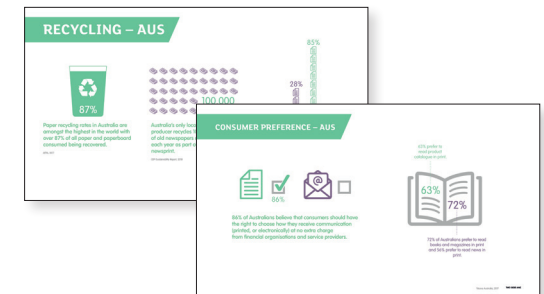 RECYCLING – AUS
87%
Paper recycling rates in Australia are
amongst the highest in the world with
over 87% of all paper and paperboard
consumed being recovered.
100 000
Australia's only
produce recycles
of old newspapers
each year as part
newsprint.
28%
85%
CONSUMER PREFERENCE – AUS
86%
86% of Australians believe that consumers should have
the right to choose how they receive communication
(printed, or electronically) at no extra charge
from financial organizations and service providers.
63% prefer to
read product
catalogue in print
63%
72%
72% of Australians prefer to read
books and magazines in print
and 56% prefer to read news in
print